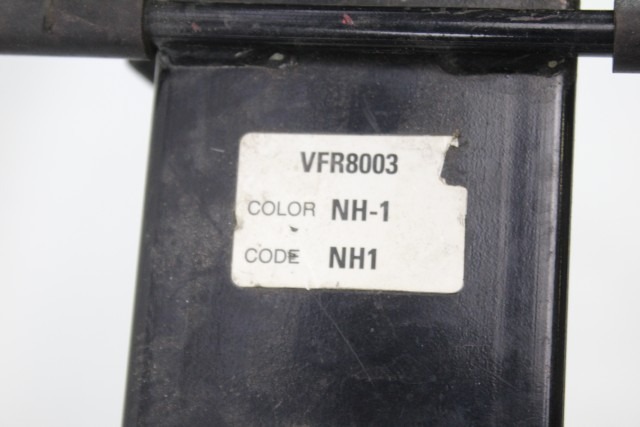 VFR8003
COLOR NH-1
CODE NH1